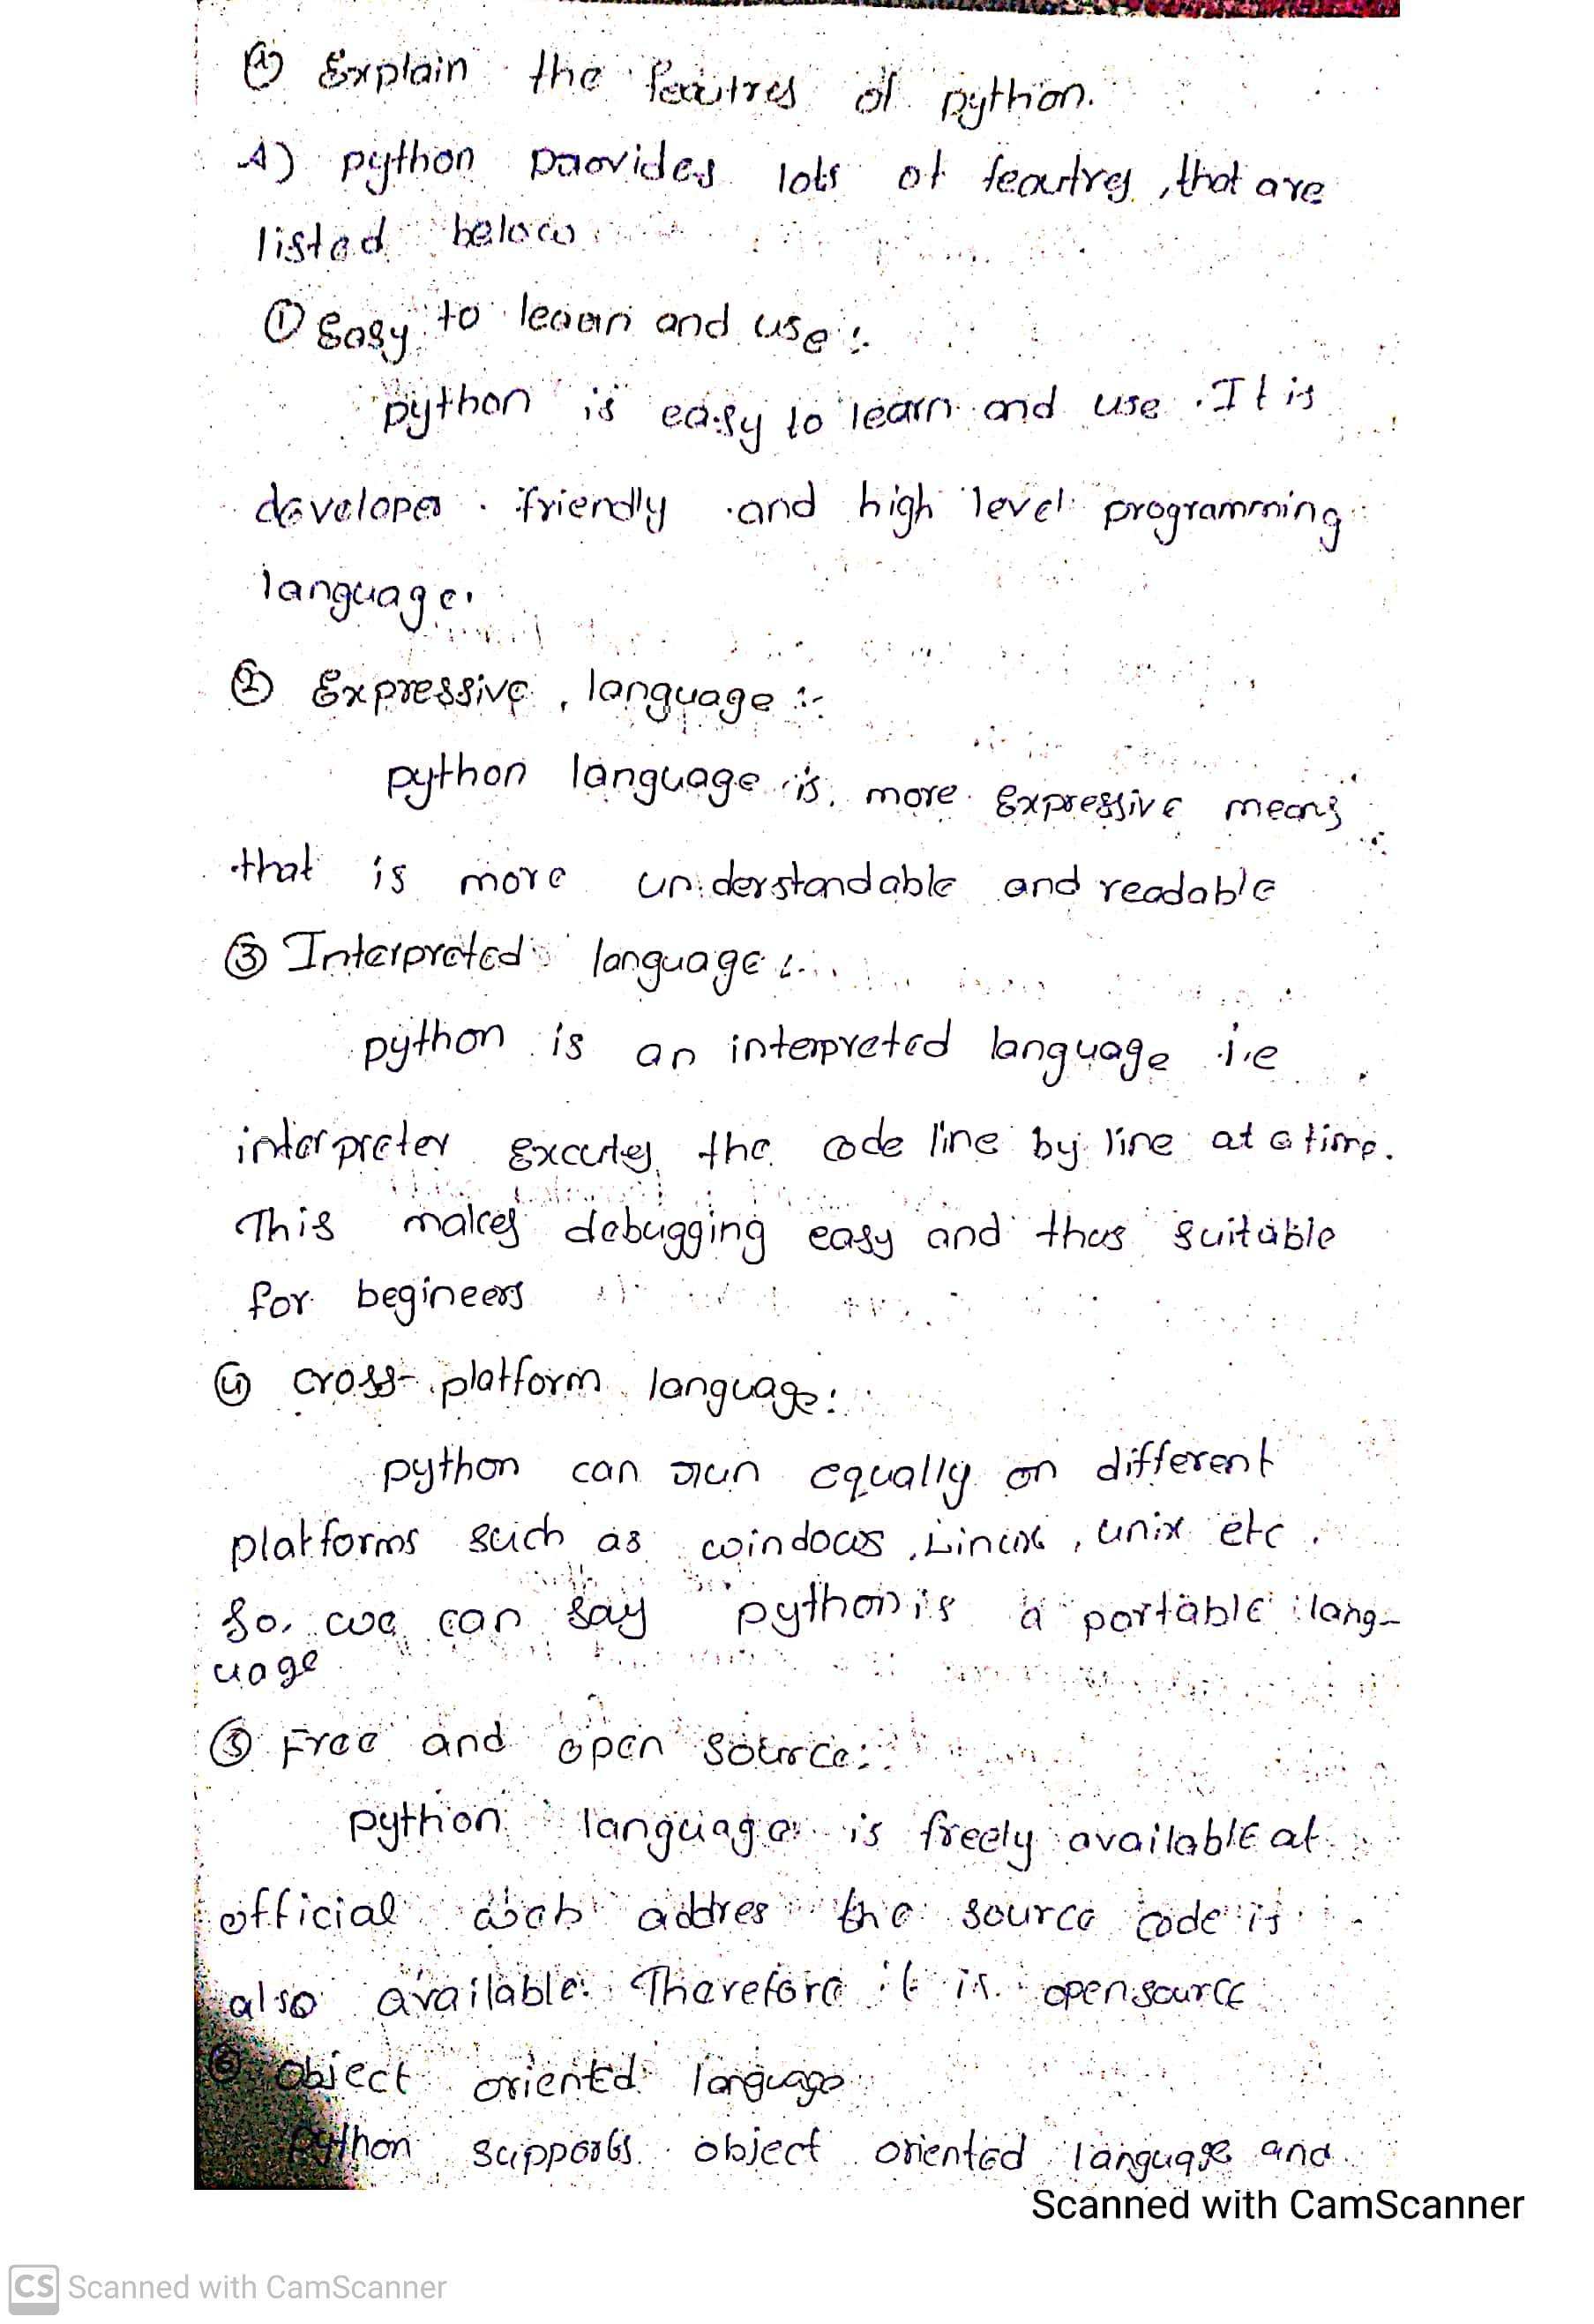 ① Explain the feautres of python.
A) python provides lots of feautres, that are
listed below
① Easy to learn and use :-
python is easy to learn and use. It is
developer friendly and high level programming
language.
② Expressive language :-
python language is more expressive means
that is more understandable and readable
③ Interpreted language :-
python is an interpreted language i.e
interpreter excutes the code line by line at a time.
This makes debugging easy and thus suitable
for begineers
④ cross-platform language:
python can run equally on different
platforms such as windows, Linux, unix etc.
So, we can say python is a portable lang-
uage
⑤ Free and open source:
python language is freely available at
official web addres the source code is
also available. Therefore it is opensource
⑥ object oriented language
python supports object oriented language and
Scanned with CamScanner
CS Scanned with CamScanner